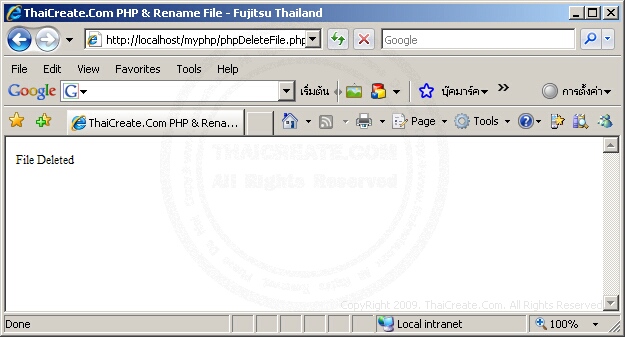 ThaiCreate.Com PHP & Rename File - Fujitsu Thailand
http://localhost/myphp/phpDeleteFile.php
Google
File Edit View Favorites Tools Help
Google G เริ่มต้น บุ๊คมาร์ค การตั้งค่า
ThaiCreate.Com PHP & Rena... Page Tools
File Deleted
THAICREATE.COM
All Rights Reserved
CopyRight 2009. ThaiCreate.Com. All Rights Reserved
Done Local intranet 100%